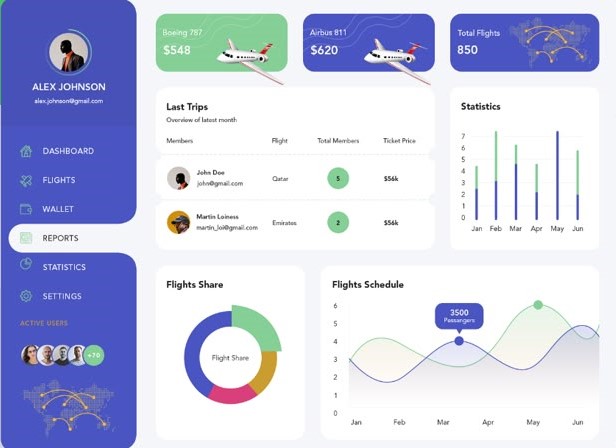 ALEX JOHNSON
alex.johnson@gmail.com
DASHBOARD
FLIGHTS
WALLET
REPORTS
STATISTICS
SETTINGS
ACTIVE USERS
+70
Boeing 787
$548
Airbus 811
$620
Total Flights
850
Last Trips
Overview of latest month
Members Flight Total Members Ticket Price
John Doe
john@gmail.com
Qatar 5 $56k
Martin Loiness
martin_loi@gmail.com
Emirates 2 $56k
Statistics
7
6
5
4
3
2
1
0
Jan Feb Mar Apr May Jun
Flights Share
Flight Share
Flights Schedule
3500
Passangers
6
5
4
3
2
1
0
Jan Feb Mar Apr May Jun